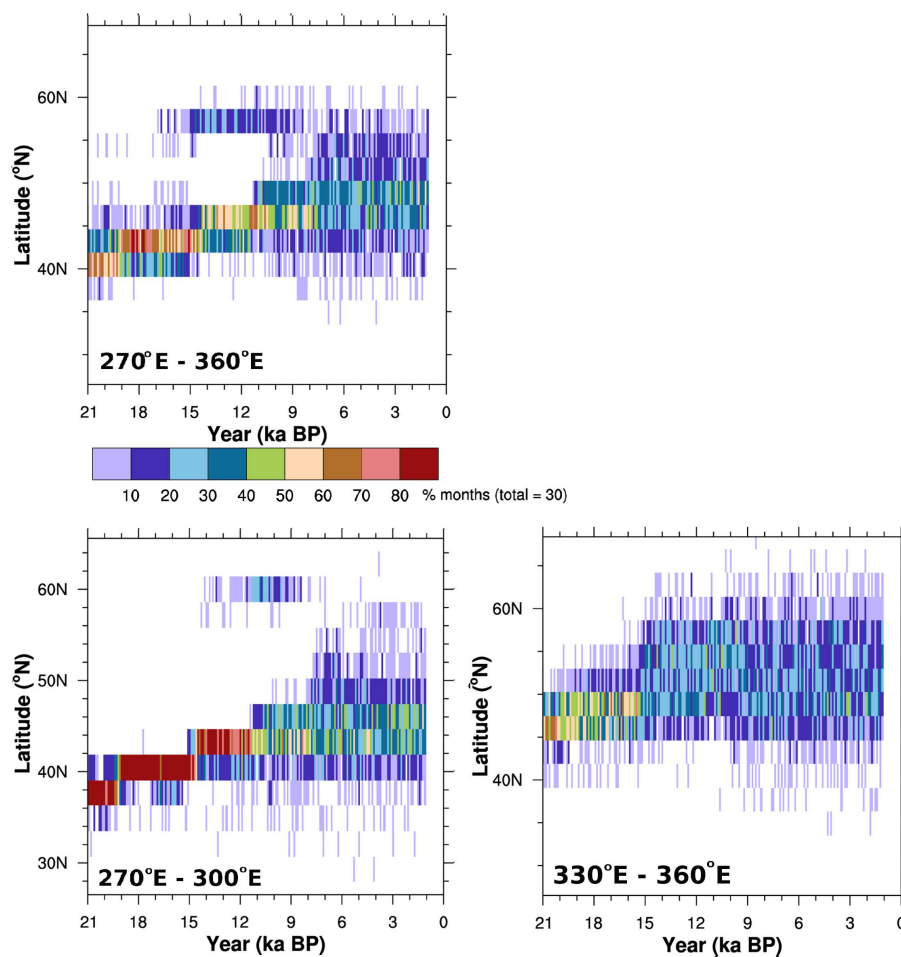 60N
40N
Latitude (°N)
270°E - 360°E
21 18 15 12 9 6 3 0
Year (ka BP)
10 20 30 40 50 60 70 80 % months (total = 30)
60N
50N
40N
30N
Latitude (°N)
270°E - 300°E
21 18 15 12 9 6 3 0
Year (ka BP)
60N
40N
Latitude (°N)
330°E - 360°E
21 18 15 12 9 6 3 0
Year (ka BP)